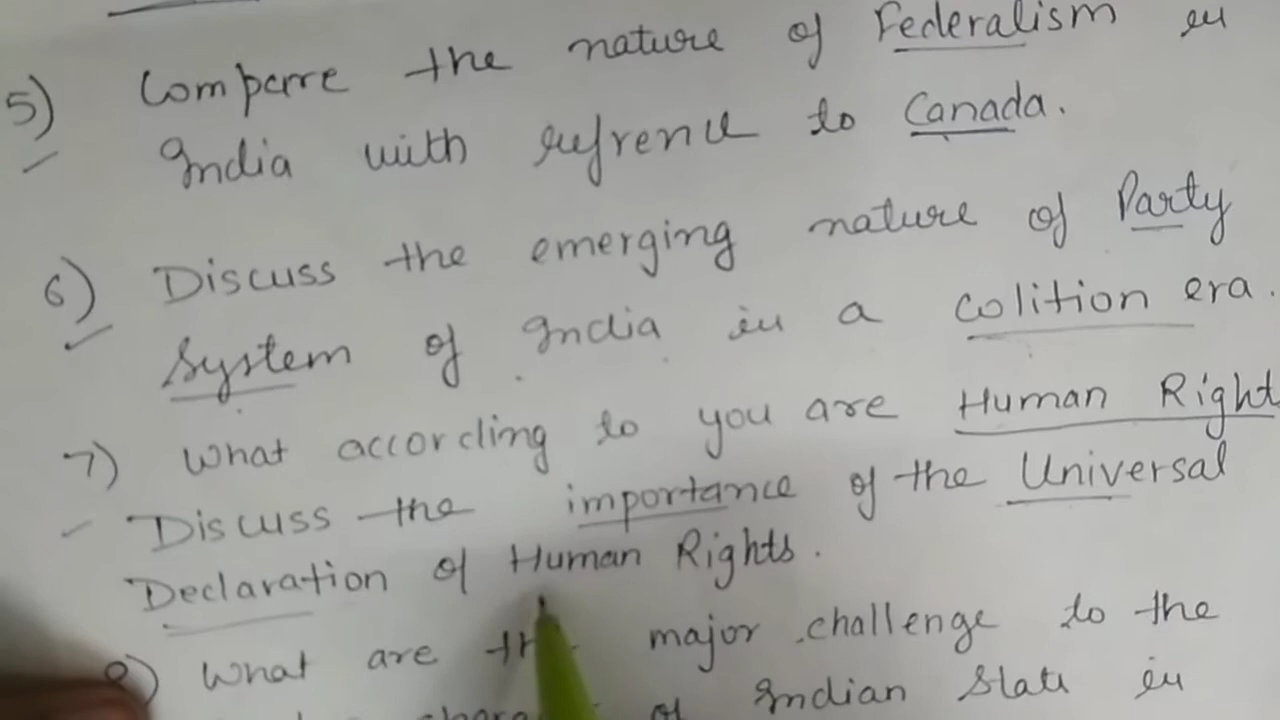 5) Compare the nature of Federalism in
India with refrence to Canada.
6) Discuss the emerging nature of Party
System of India in a colition era.
7) What according to you are Human Right
Discuss the importance of the Universal
Declaration of Human Rights.
8) What are the major challenge to the
of Indian State in